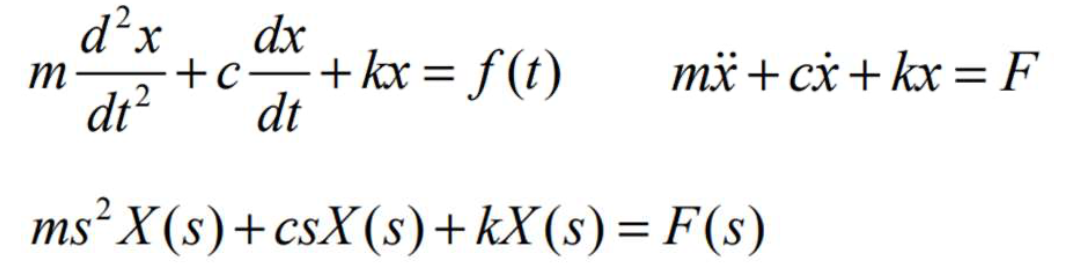 m d²x/dt² + c dx/dt + kx = f(t) mẍ + cẋ + kx = F
ms²X(s)+csX(s)+kX(s)=F(s)